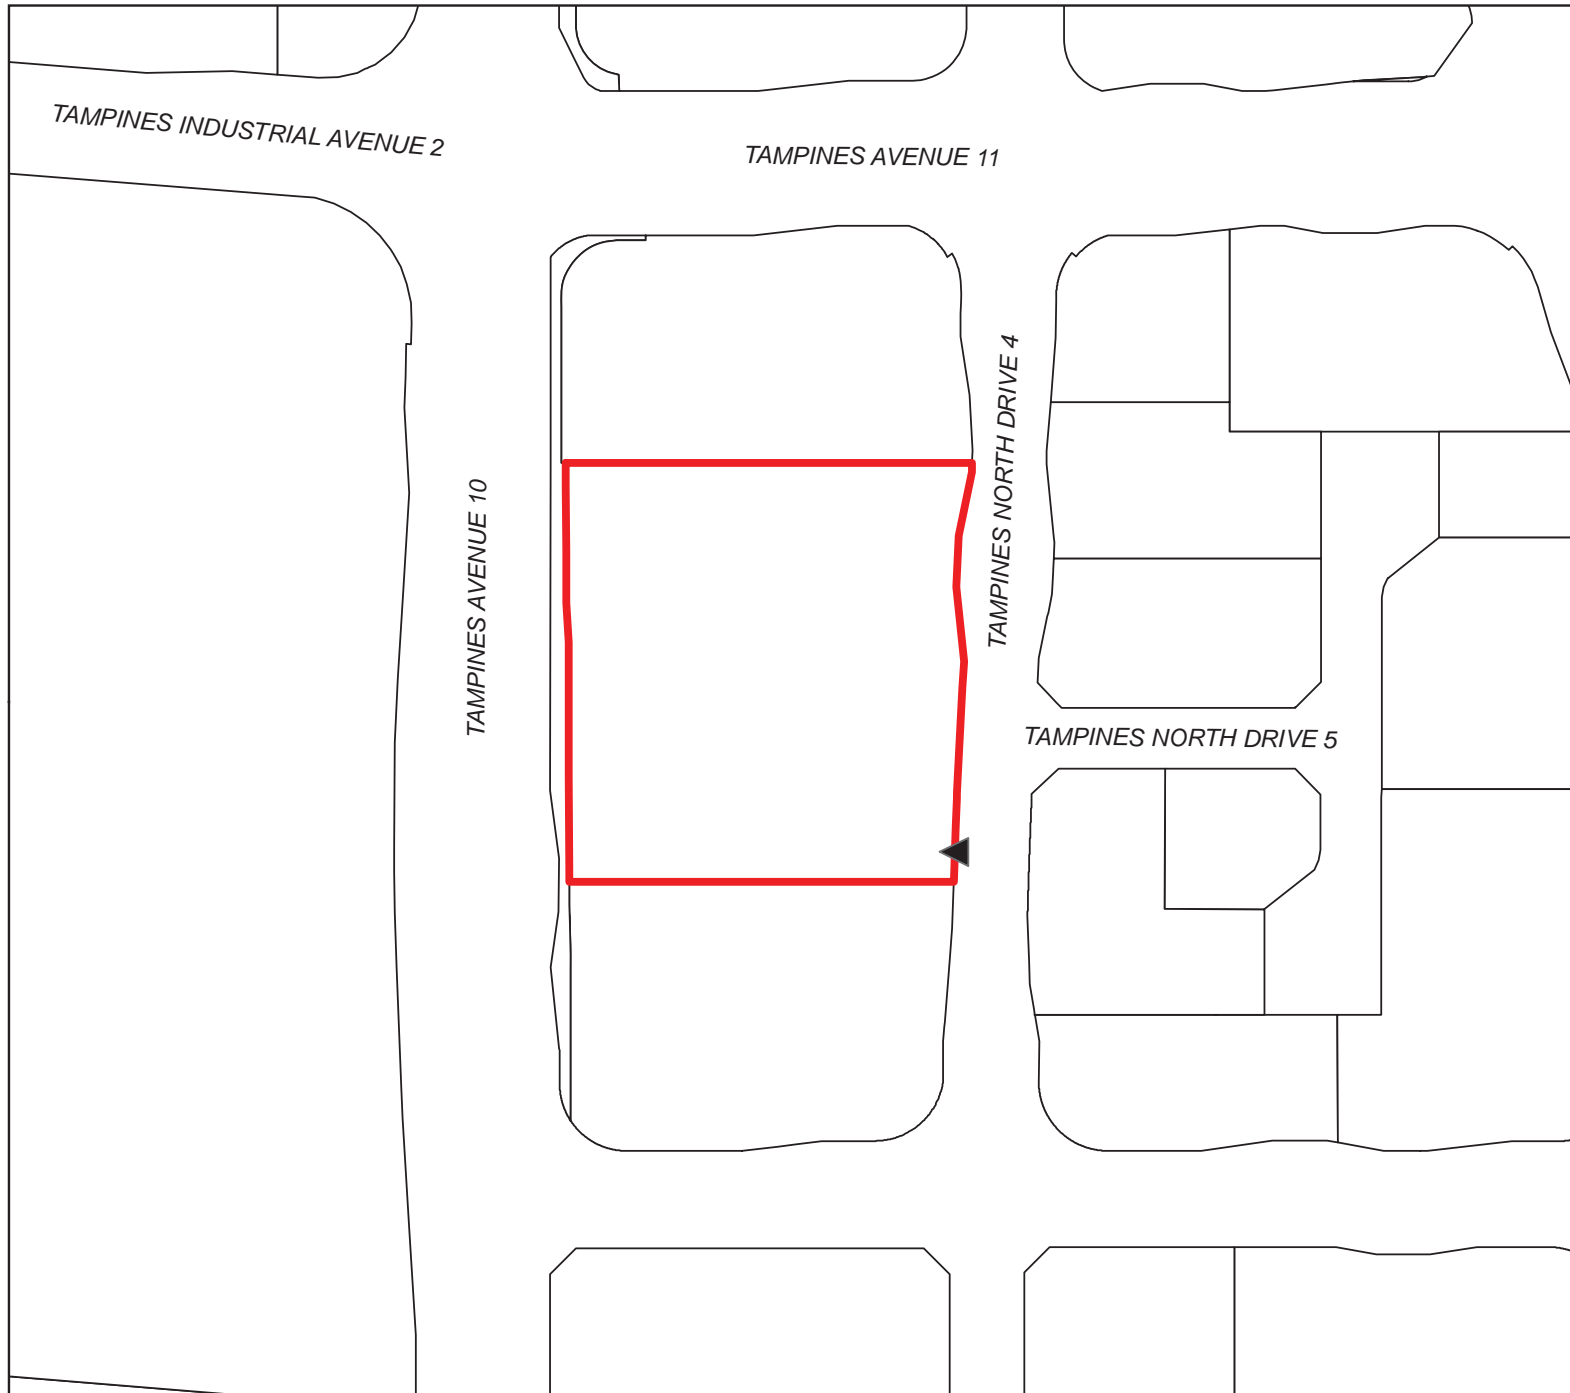 TAMPINES INDUSTRIAL AVENUE 2
TAMPINES AVENUE 11
TAMPINES NORTH DRIVE 4
TAMPINES AVENUE 10
TAMPINES NORTH DRIVE 5